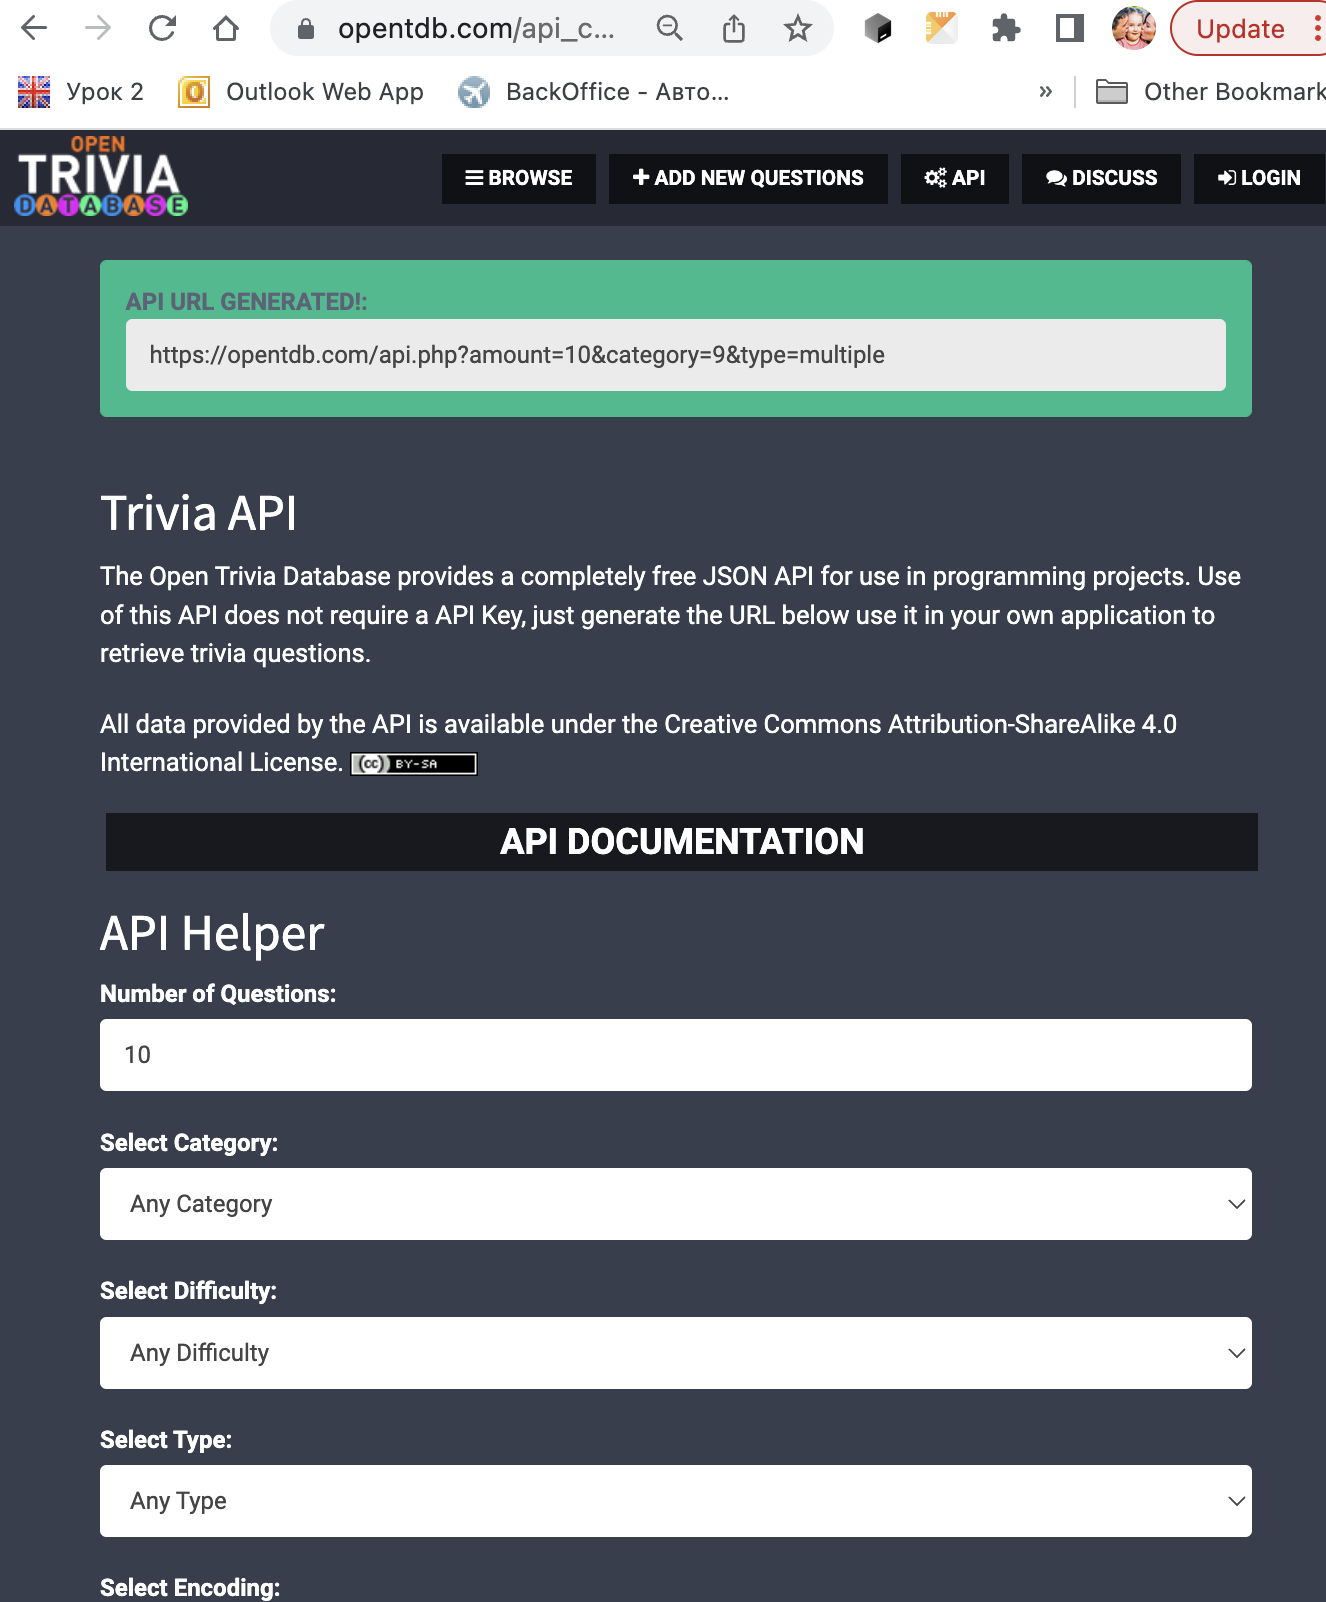 opentdb.com/api_c...
Update
Урок 2
Outlook Web App
BackOffice - Авто...
»
Other Bookmark
OPEN
TRIVIA
DATABASE
BROWSE
ADD NEW QUESTIONS
API
DISCUSS
LOGIN
API URL GENERATED!:
https://opentdb.com/api.php?amount=10&category=9&type=multiple
Trivia API
The Open Trivia Database provides a completely free JSON API for use in programming projects. Use
of this API does not require a API Key, just generate the URL below use it in your own application to
retrieve trivia questions.
All data provided by the API is available under the Creative Commons Attribution-ShareAlike 4.0
International License. (cc) BY-SA
API DOCUMENTATION
API Helper
Number of Questions:
10
Select Category:
Any Category
Select Difficulty:
Any Difficulty
Select Type:
Any Type
Select Encoding: